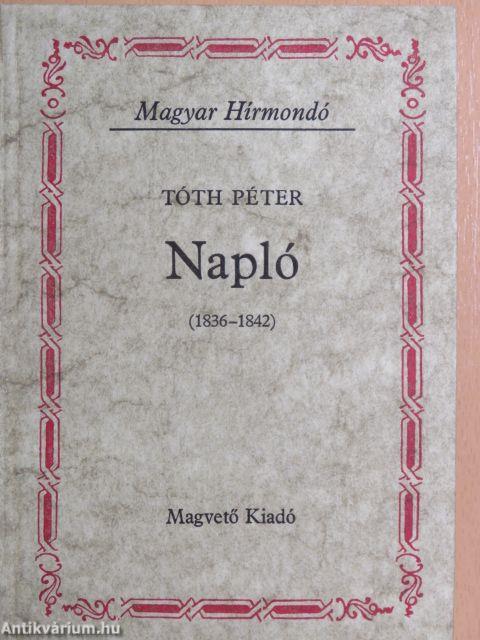 Magyar Hírmondó
TÓTH PÉTER
Napló
(1836–1842)
Magvető Kiadó
Antikvárium.hu